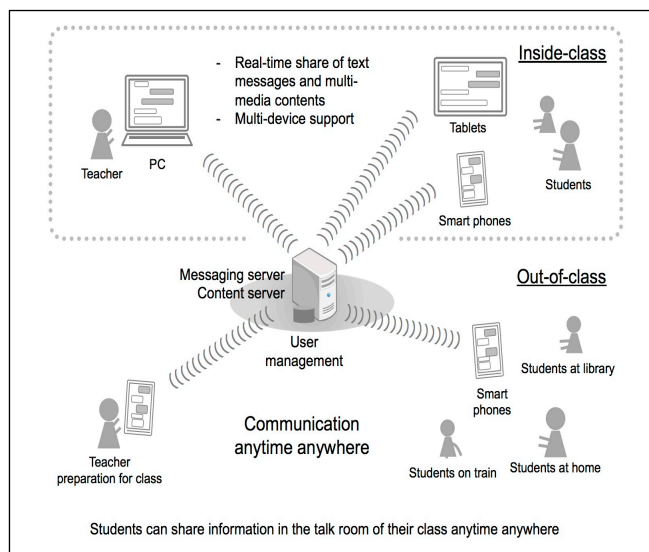 Inside-class
- Real-time share of text
messages and multi-
media contents
- Multi-device support
Teacher
PC
Tablets
Students
Smart phones
Messaging server
Content server
User
management
Out-of-class
Students at library
Smart
phones
Communication
anytime anywhere
Teacher
preparation for class
Students on train
Students at home
Students can share information in the talk room of their class anytime anywhere